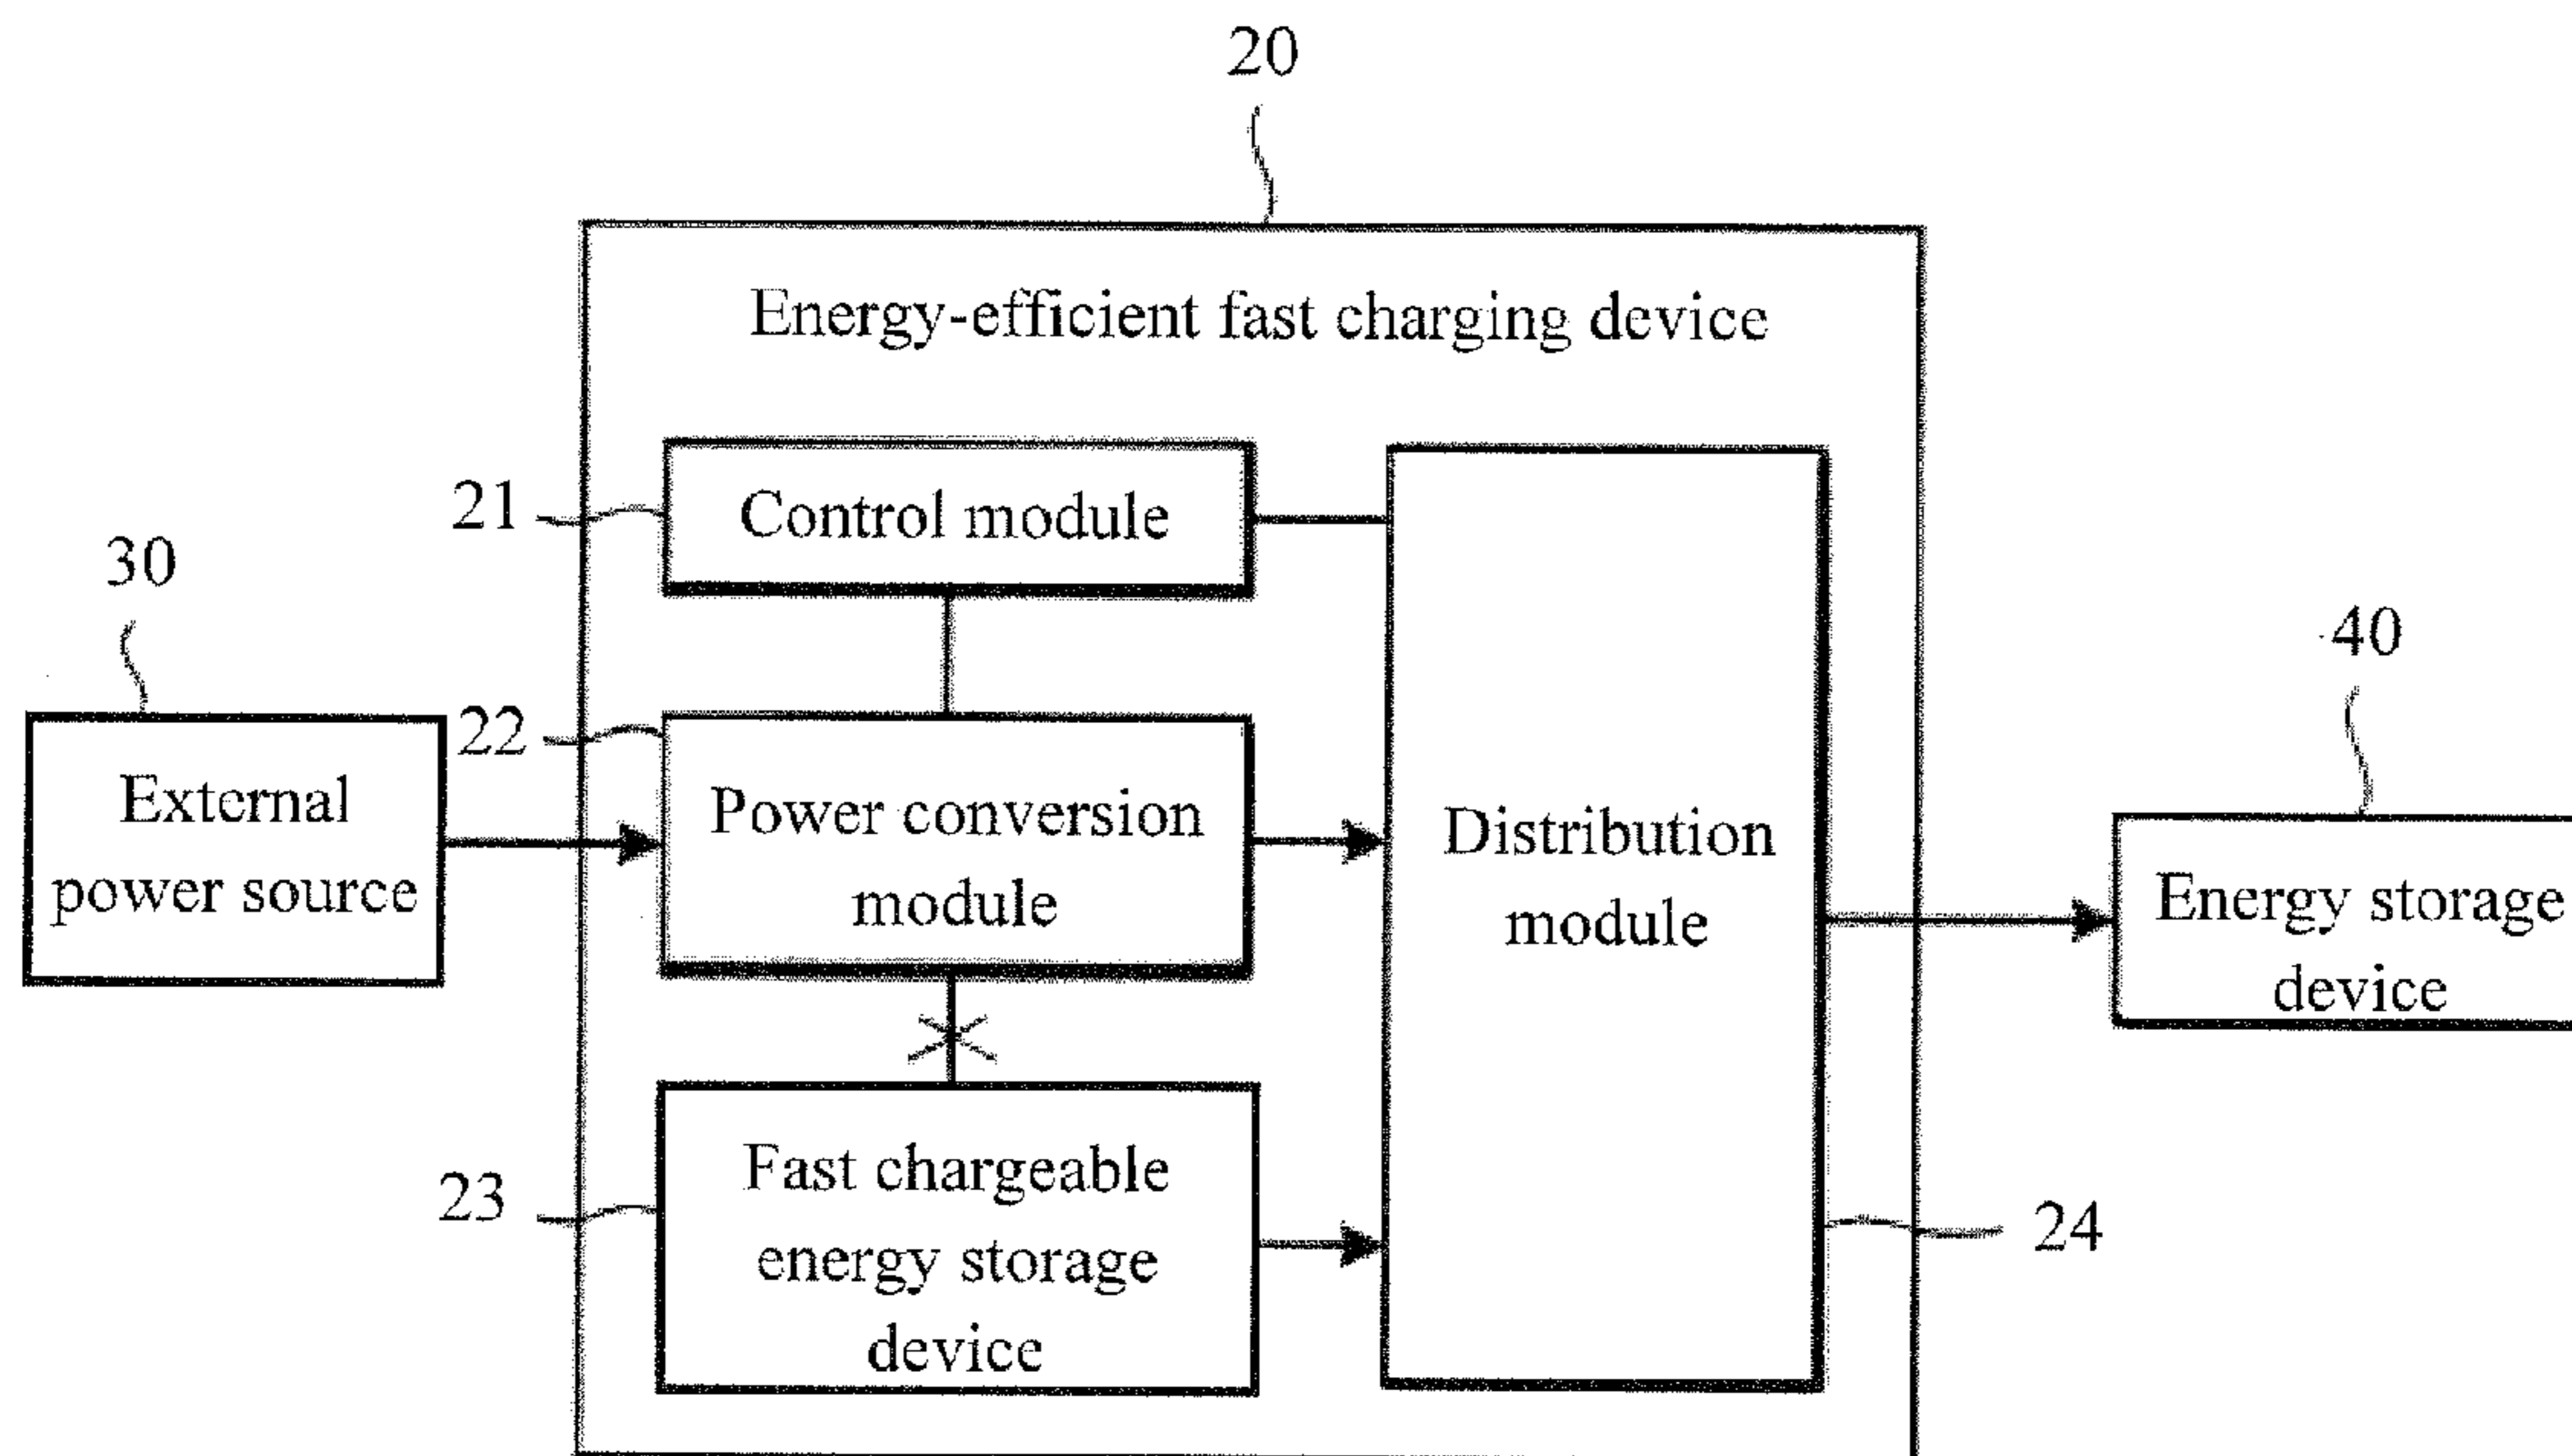 20
Energy-efficient fast charging device
21
Control module
30
40
22
External
power source
Power conversion
module
Distribution
module
Energy storage
device
23
Fast chargeable
energy storage
device
24